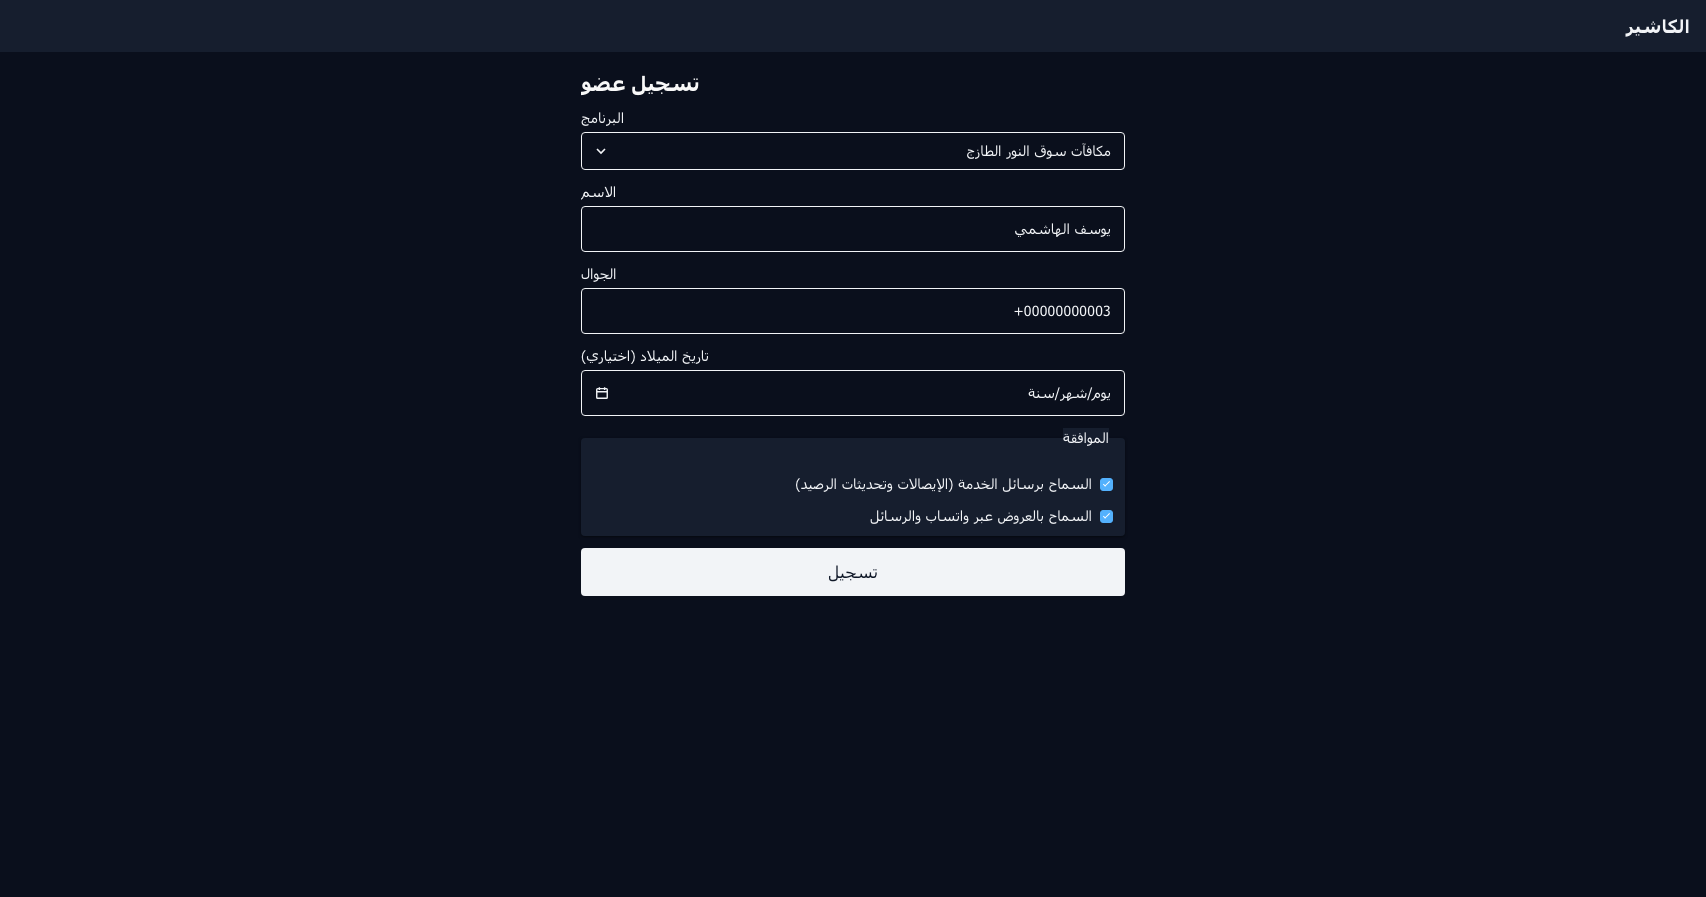 الكاشير
تسجيل عضو
البرنامج
مكافآت سوق النور الطازج
الاسم
يوسف الهاشمي
الجوال
+00000000003
تاريخ الميلاد (اختياري)
يوم/شهر/سنة
الموافقة
السماح برسائل الخدمة (الإيصالات وتحديثات الرصيد)
السماح بالعروض عبر واتساب والرسائل
تسجيل